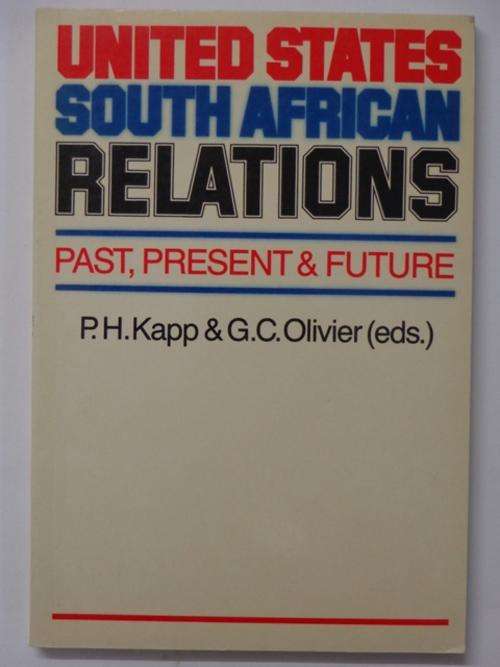 UNITED STATES
SOUTH AFRICAN
RELATIONS
PAST, PRESENT & FUTURE
P.H.Kapp & G.C.Olivier (eds.)